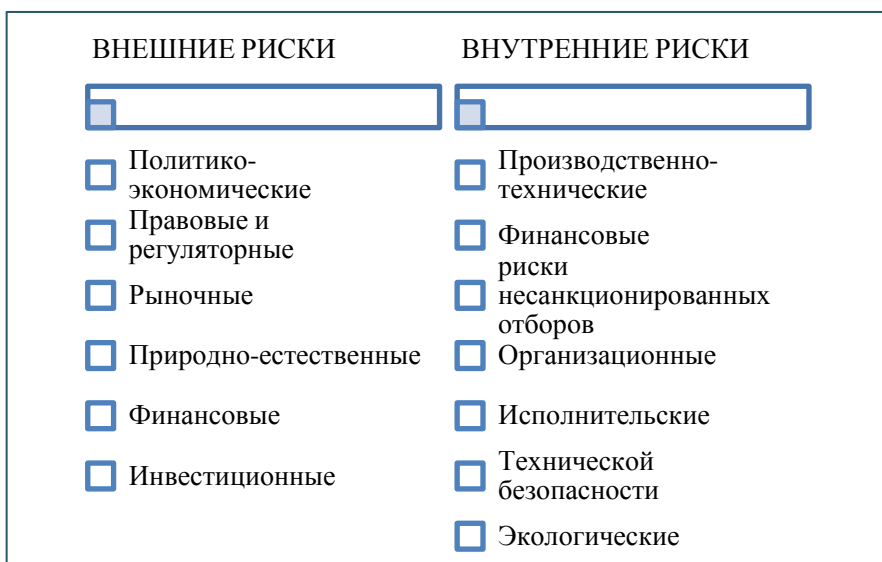 ВНЕШНИЕ РИСКИ
Политико-
экономические
Правовые и
регуляторные
Рыночные
Природно-естественные
Финансовые
Инвестиционные
ВНУТРЕННИЕ РИСКИ
Производственно-
технические
Финансовые
риски
несанкционированных
отборов
Организационные
Исполнительские
Технической
безопасности
Экологические